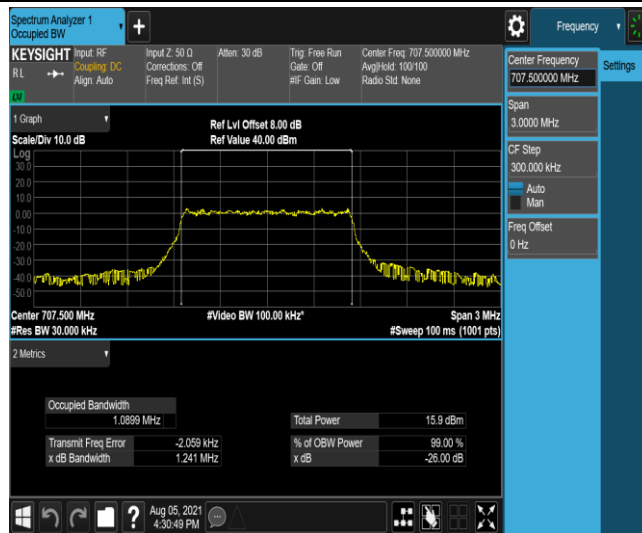 Spectrum Analyzer 1
Occupied BW
+
Frequency
KEYSIGHT
RL
LNI
Input: RF
Coupling: DC
Align: Auto
Input Z: 50 Ω
Corrections: Off
Freq Ref: Int (S)
Atten: 30 dB
Trig: Free Run
Gate: Off
#IF Gain: Low
Center Freq: 707.500000 MHz
Avg|Hold: 100/100
Radio Std: None
Center Frequency
707.500000 MHz
Settings
Span
3.0000 MHz
CF Step
300.000 kHz
Auto
Man
Freq Offset
0 Hz
1 Graph
Scale/Div 10.0 dB
Ref Lvl Offset 8.00 dB
Ref Value 40.00 dBm
Log
30.0
20.0
10.0
0.00
-10.0
-20.0
-30.0
-40.0
-50.0
Center 707.500 MHz
#Video BW 100.00 kHz*
Span 3 MHz
#Res BW 30.000 kHz
#Sweep 100 ms (1001 pts)
2 Metrics
Occupied Bandwidth
1.0899 MHz
Total Power 15.9 dBm
Transmit Freq Error -2.059 kHz
% of OBW Power 99.00 %
x dB Bandwidth 1.241 MHz
x dB -26.00 dB
?
Aug 05, 2021
4:30:49 PM